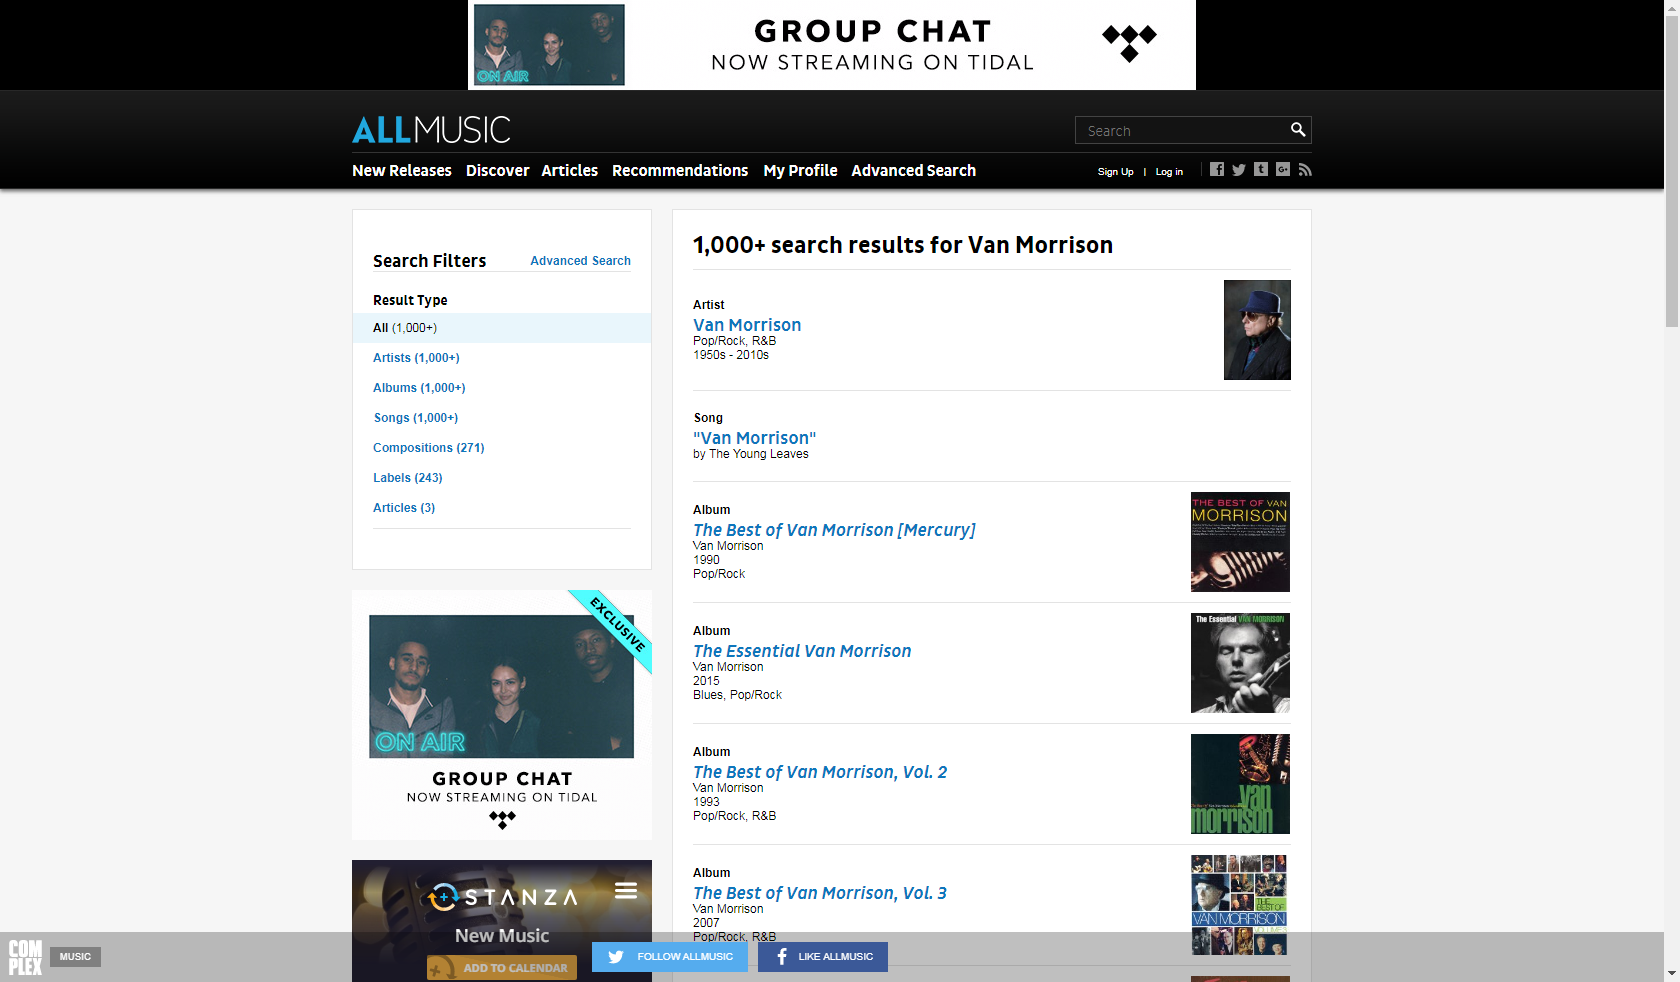 ON AIR
GROUP CHAT
NOW STREAMING ON TIDAL
ALLMUSIC
Search
New Releases
Discover
Articles
Recommendations
My Profile
Advanced Search
Sign Up | Log in
Search Filters
Advanced Search
Result Type
All (1,000+)
Artists (1,000+)
Albums (1,000+)
Songs (1,000+)
Compositions (271)
Labels (243)
Articles (3)
EXCLUSIVE
ON AIR
GROUP CHAT
NOW STREAMING ON TIDAL
STANZA
New Music
ADD TO CALENDAR
1,000+ search results for Van Morrison
Artist
Van Morrison
Pop/Rock, R&B
1950s - 2010s
Song
"Van Morrison"
by The Young Leaves
Album
The Best of Van Morrison [Mercury]
Van Morrison
1990
Pop/Rock
THE BEST OF VAN
MORRISON
Album
The Essential Van Morrison
Van Morrison
2015
Blues, Pop/Rock
The Essential VAN MORRISON
Album
The Best of Van Morrison, Vol. 2
Van Morrison
1993
Pop/Rock, R&B
van
morrison
Album
The Best of Van Morrison, Vol. 3
Van Morrison
2007
Pop/Rock, R&B
THE
BEST OF
VAN MORRISON
COM
PLEX
MUSIC
FOLLOW ALLMUSIC
LIKE ALLMUSIC